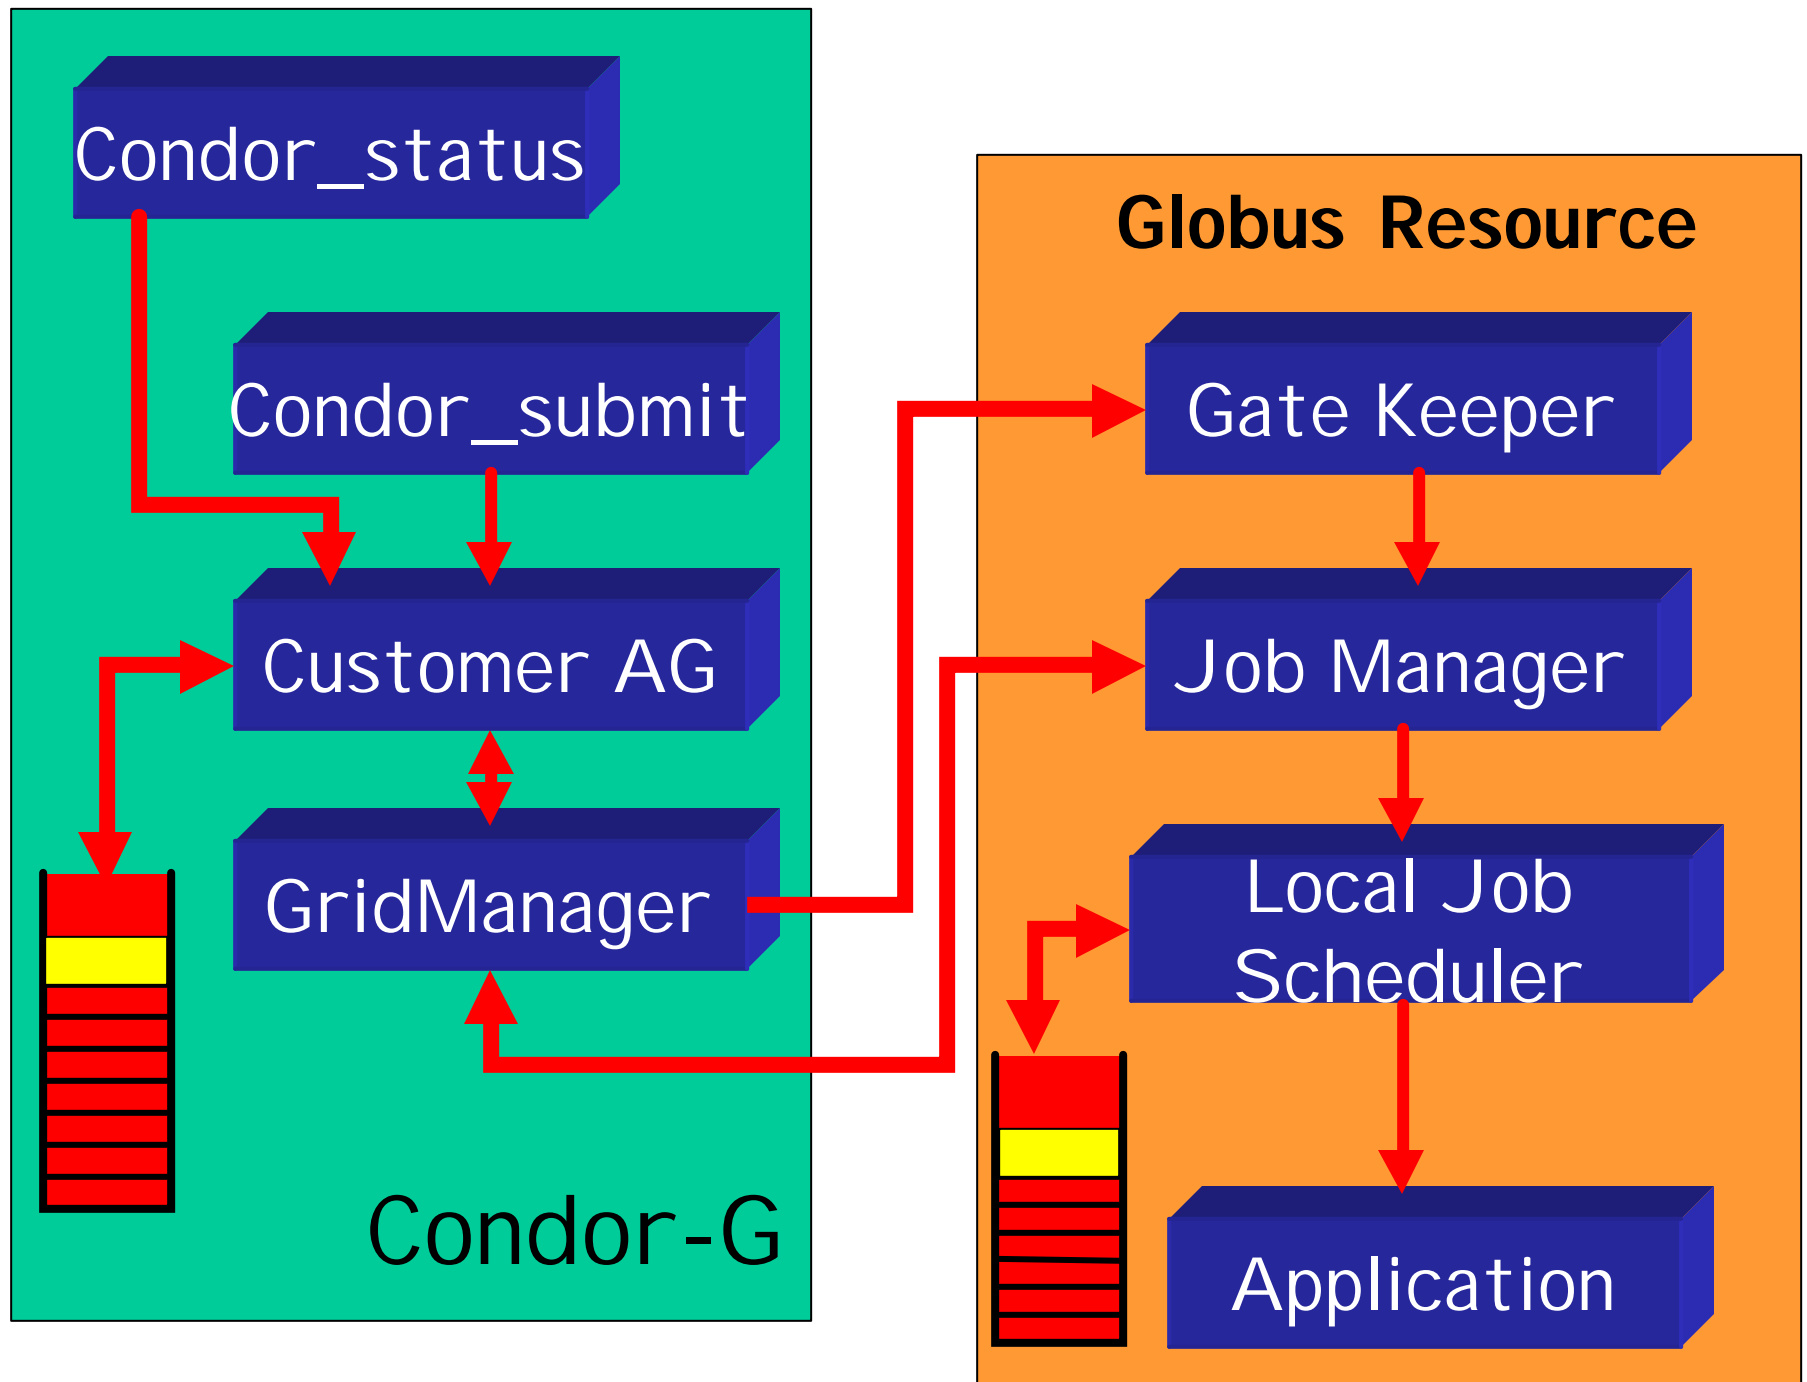 Condor_status
Condor_submit
Customer AG
GridManager
Condor-G
Globus Resource
Gate Keeper
Job Manager
Local Job
Scheduler
Application